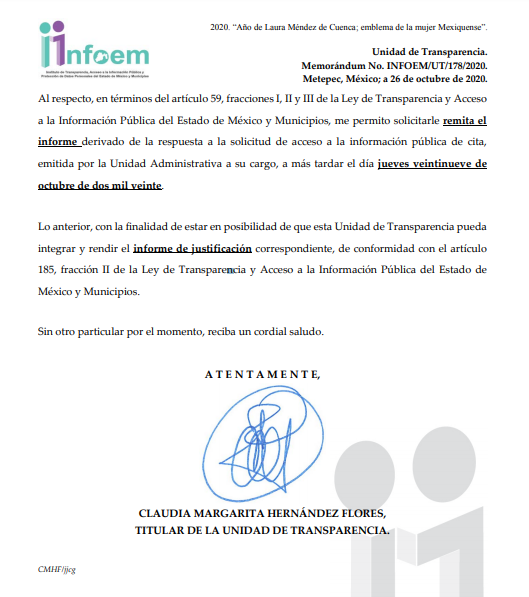 2020. “Año de Laura Méndez de Cuenca; emblema de la mujer Mexiquense”.
infoem
Instituto de Transparencia, Acceso a la Información Pública y
Protección de Datos Personales del Estado de México y Municipios
Unidad de Transparencia.
Memorándum No. INFOEM/UT/178/2020.
Metepec, México; a 26 de octubre de 2020.
Al respecto, en términos del artículo 59, fracciones I, II y III de la Ley de Transparencia y Acceso
a la Información Pública del Estado de México y Municipios, me permito solicitarle remita el
informe derivado de la respuesta a la solicitud de acceso a la información pública de cita,
emitida por la Unidad Administrativa a su cargo, a más tardar el día jueves veintinueve de
octubre de dos mil veinte.
Lo anterior, con la finalidad de estar en posibilidad de que esta Unidad de Transparencia pueda
integrar y rendir el informe de justificación correspondiente, de conformidad con el artículo
185, fracción II de la Ley de Transparencia y Acceso a la Información Pública del Estado de
México y Municipios.
Sin otro particular por el momento, reciba un cordial saludo.
A T E N T A M E N T E,
CLAUDIA MARGARITA HERNÁNDEZ FLORES,
TITULAR DE LA UNIDAD DE TRANSPARENCIA.
CMHF/jjcg